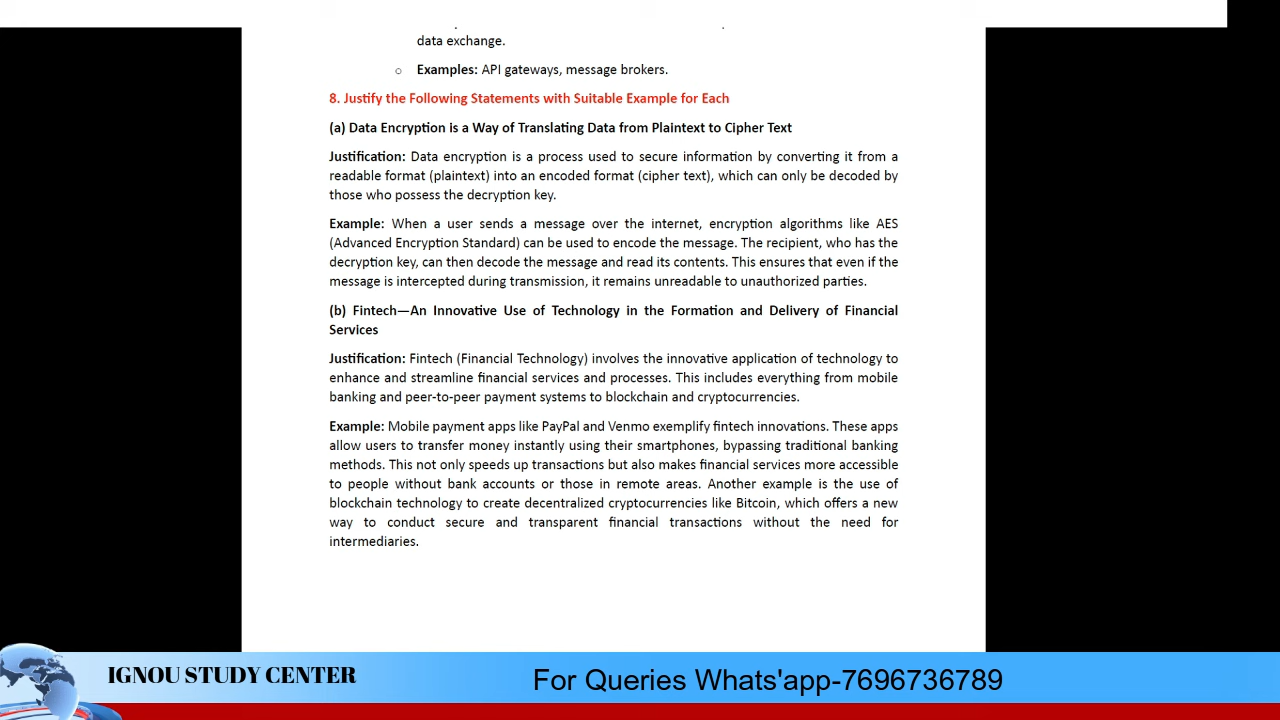 data exchange.
o Examples: API gateways, message brokers.
8. Justify the Following Statements with Suitable Example for Each
(a) Data Encryption is a Way of Translating Data from Plaintext to Cipher Text
Justification: Data encryption is a process used to secure information by converting it from a
readable format (plaintext) into an encoded format (cipher text), which can only be decoded by
those who possess the decryption key.
Example: When a user sends a message over the internet, encryption algorithms like AES
(Advanced Encryption Standard) can be used to encode the message. The recipient, who has the
decryption key, can then decode the message and read its contents. This ensures that even if the
message is intercepted during transmission, it remains unreadable to unauthorized parties.
(b) Fintech—An Innovative Use of Technology in the Formation and Delivery of Financial
Services
Justification: Fintech (Financial Technology) involves the innovative application of technology to
enhance and streamline financial services and processes. This includes everything from mobile
banking and peer-to-peer payment systems to blockchain and cryptocurrencies.
Example: Mobile payment apps like PayPal and Venmo exemplify fintech innovations. These apps
allow users to transfer money instantly using their smartphones, bypassing traditional banking
methods. This not only speeds up transactions but also makes financial services more accessible
to people without bank accounts or those in remote areas. Another example is the use of
blockchain technology to create decentralized cryptocurrencies like Bitcoin, which offers a new
way to conduct secure and transparent financial transactions without the need for
intermediaries.
IGNOU STUDY CENTER
For Queries Whats'app-7696736789